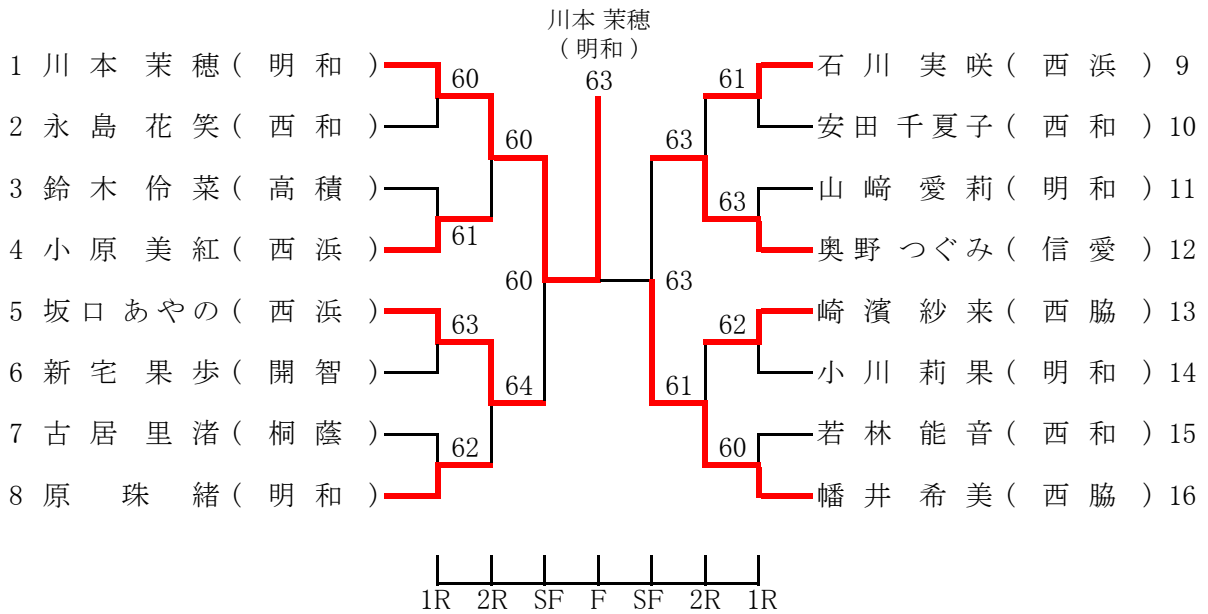 川本 茉穂
(明和)
63
1 川本 茉穂 ( 明和 )
2 永島 花笑 ( 西和 )
3 鈴木 伶菜 ( 高積 )
4 小原 美紅 ( 西浜 )
5 坂口 あやの ( 西浜 )
6 新宅 果歩 ( 開智 )
7 古居 里渚 ( 桐蔭 )
8 原 珠緒 ( 明和 )
60
61
63
62
60
64
60
63
63
61
61
63
62
60
石川 実咲 ( 西浜 ) 9
安田 千夏子 ( 西和 ) 10
山﨑 愛莉 ( 明和 ) 11
奥野 つぐみ ( 信愛 ) 12
崎濱 紗来 ( 西脇 ) 13
小川 莉果 ( 明和 ) 14
若林 能音 ( 西和 ) 15
幡井 希美 ( 西脇 ) 16
1R 2R SF F SF 2R 1R